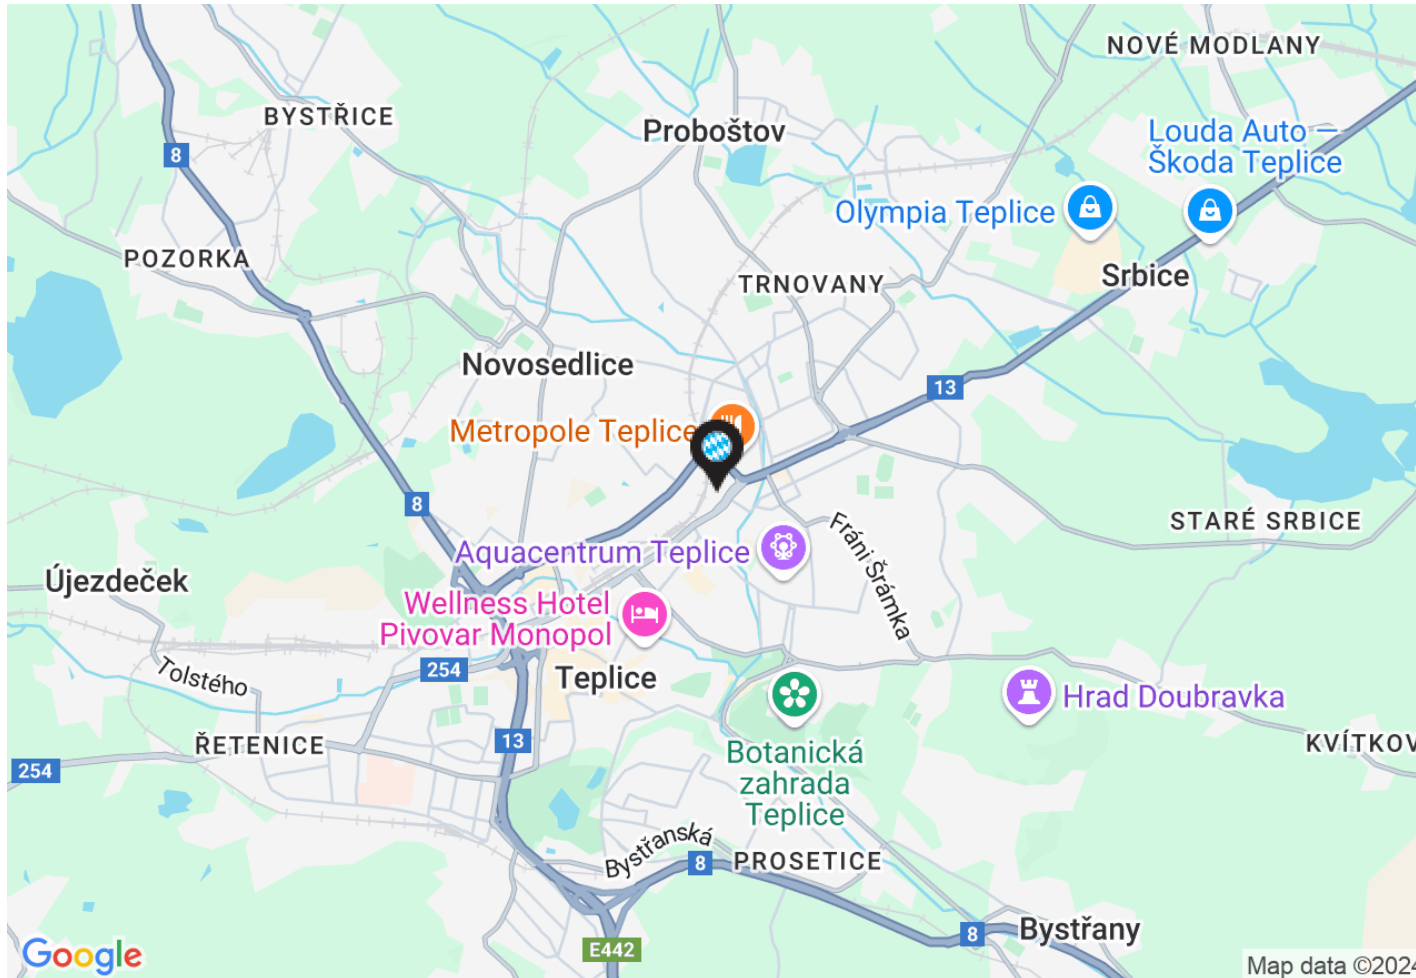 NOVÉ MODLANY
BYSTŘICE
Proboštov
Louda Auto –
Škoda Teplice
8
Olympia Teplice
POZORKA
TRNOVANY
Srbice
Novosedlice
13
Metropole Teplice
8
STARÉ SRBICE
Fráni Šrámka
Aquacentrum Teplice
Újezdeček
Wellness Hotel
Pivovar Monopol
254
Teplice
Tolstého
Hrad Doubravka
ŘETENICE
13
KVÍTKOV
254
Botanická
zahrada
Teplice
Bystřanská
8
PROSETICE
8
Bystřany
E442
Google
Map data ©2024